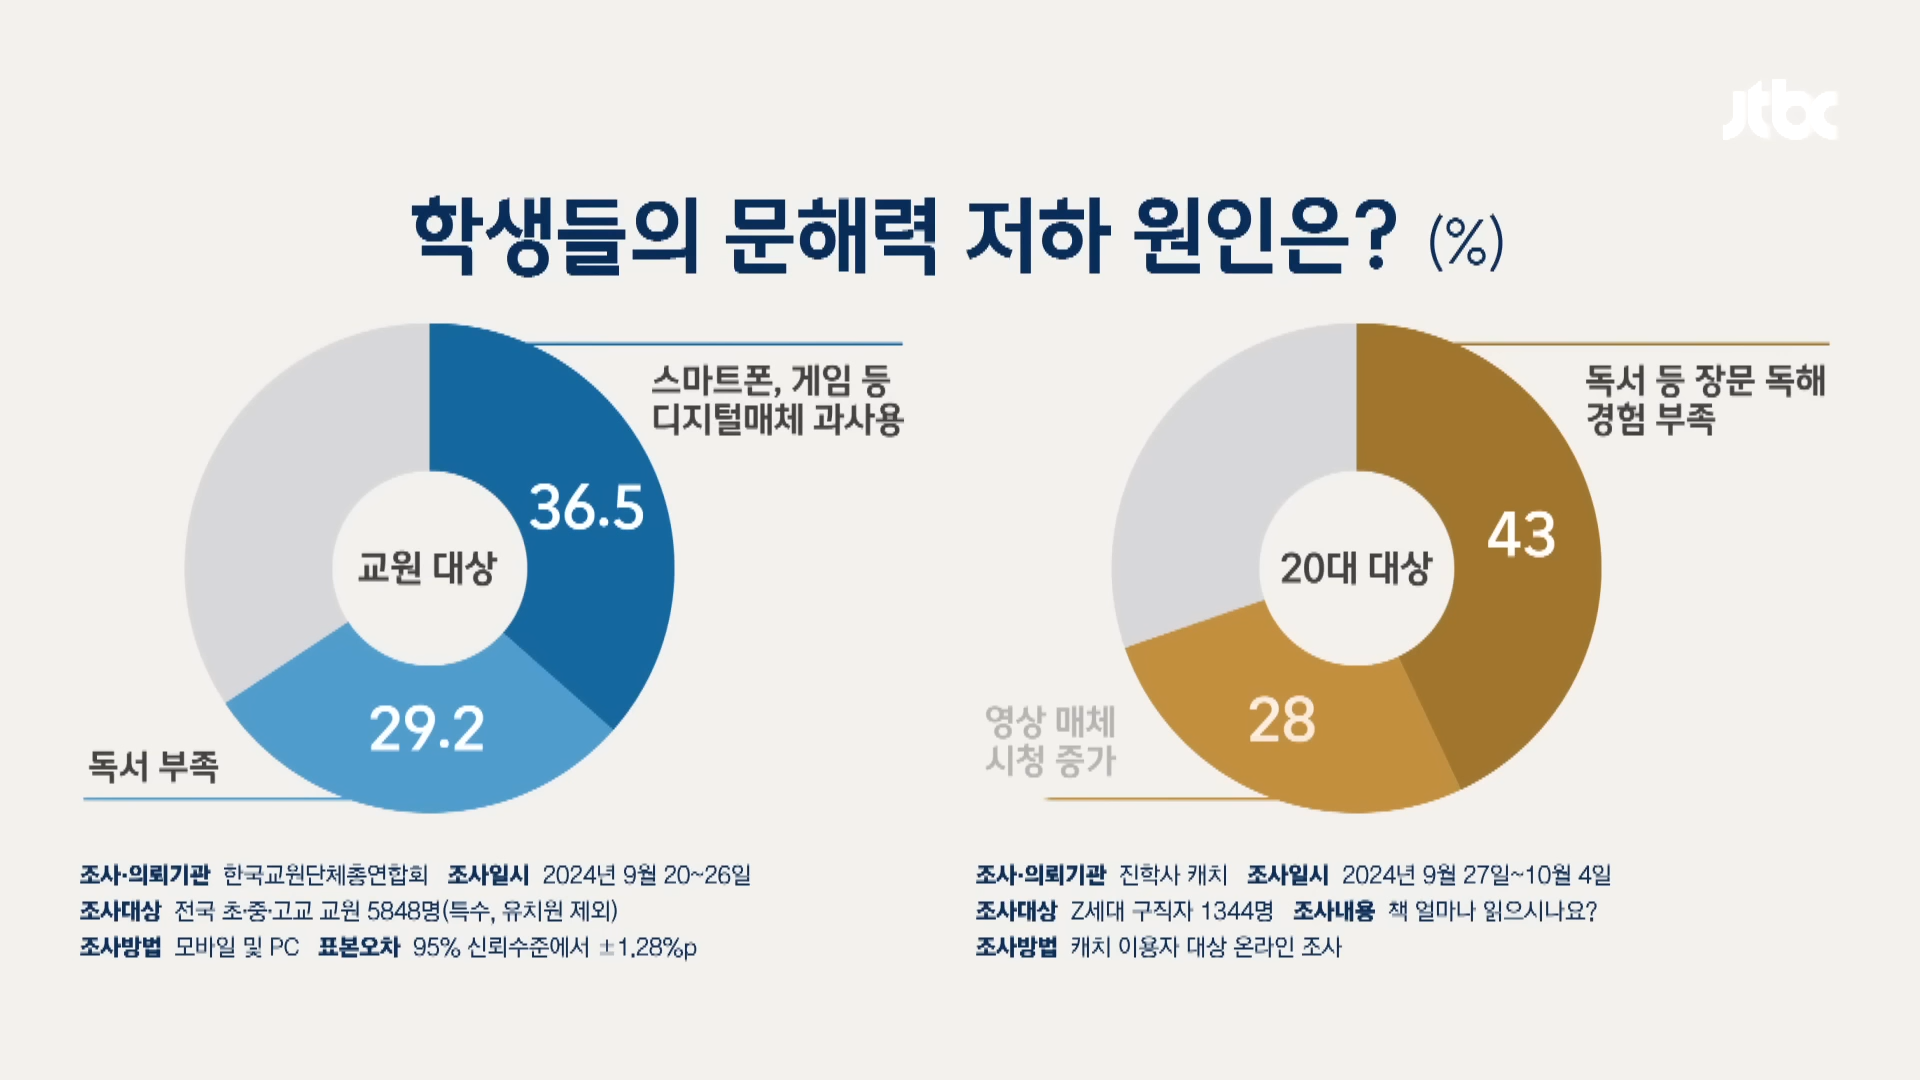 jtbc
학생들의 문해력 저하 원인은? (%)
스마트폰, 게임 등
디지털매체 과사용
36.5
교원 대상
29.2
독서 부족
독서 등 장문 독해
경험 부족
43
20대 대상
28
영상 매체
시청 증가
조사·의뢰기관 한국교원단체총연합회 조사일시 2024년 9월 20~26일
조사대상 전국 초·중·고교 교원 5848명(특수, 유치원 제외)
조사방법 모바일 및 PC 표본오차 95% 신뢰수준에서 ±1.28%p
조사·의뢰기관 진학사 캐치 조사일시 2024년 9월 27일~10월 4일
조사대상 Z세대 구직자 1344명 조사내용 책 얼마나 읽으시나요?
조사방법 캐치 이용자 대상 온라인 조사